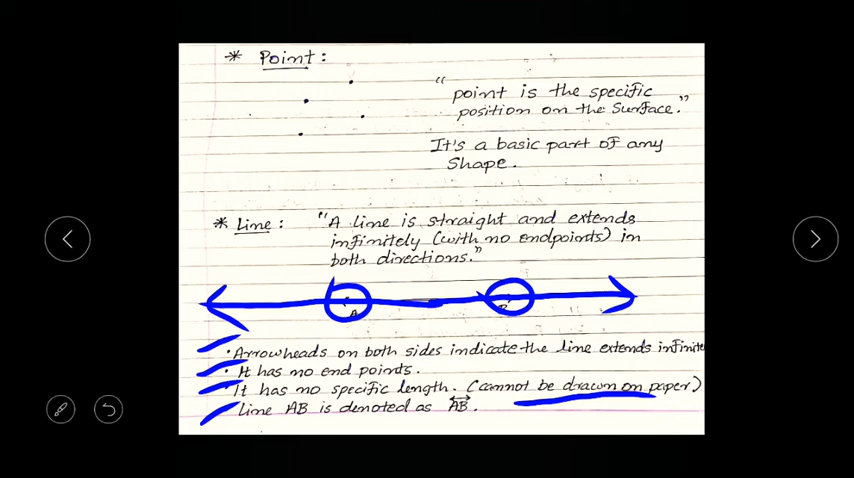 * Point:
"point is the specific
position on the surface."
It's a basic part of any
shape.
* Line: "A line is straight and extends
infinitely (with no endpoints) in
both directions."
A
• Arrowheads on both sides indicate the line extends infinite
• It has no end points.
• It has no specific length. (cannot be drawn on paper)
• Line AB is denoted as AB.